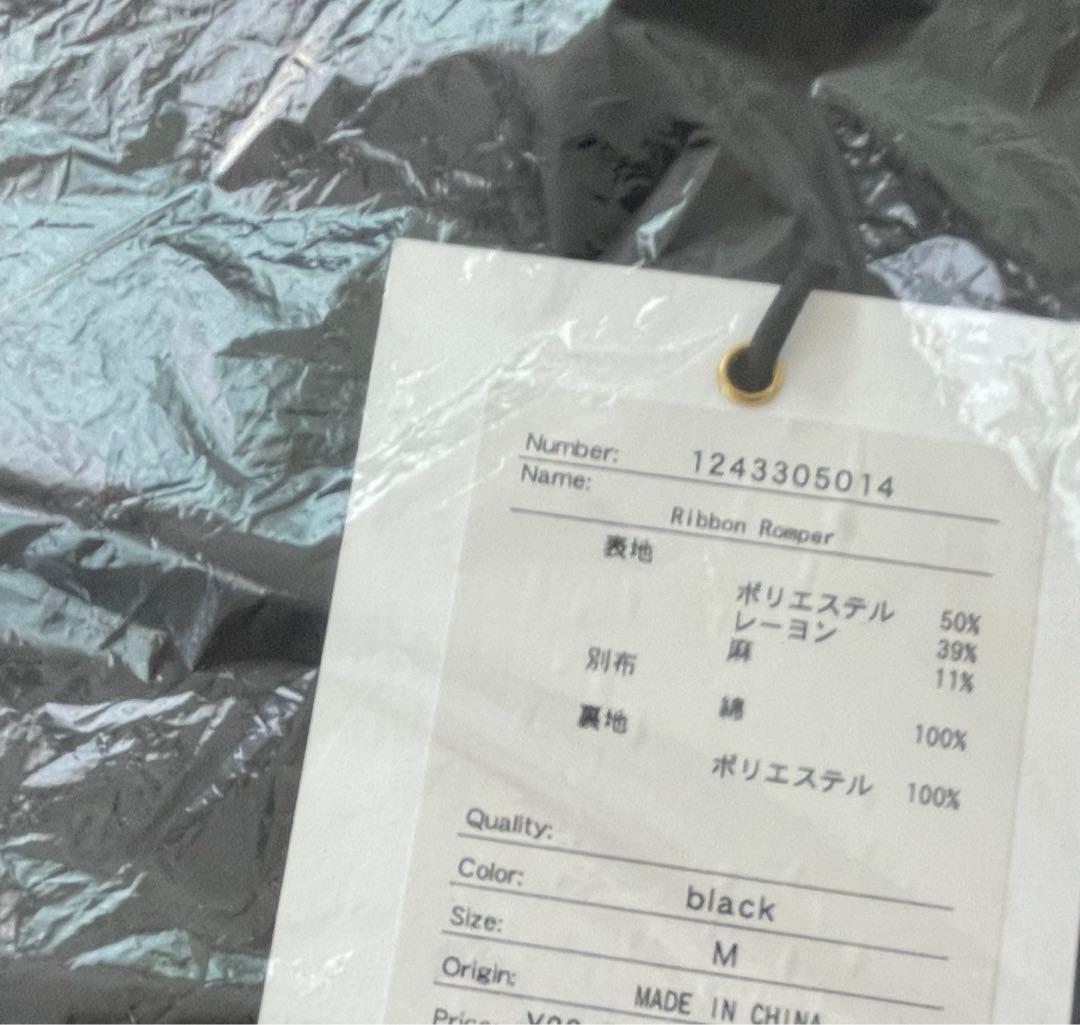 Number: 1243305014
Name:
Ribbon Romper
表地
ポリエステル 50%
レーヨン 39%
麻 11%
別布
綿 100%
裏地
ポリエステル 100%
Quality:
Color: black
Size: M
Origin: MADE IN CHINA
Price: